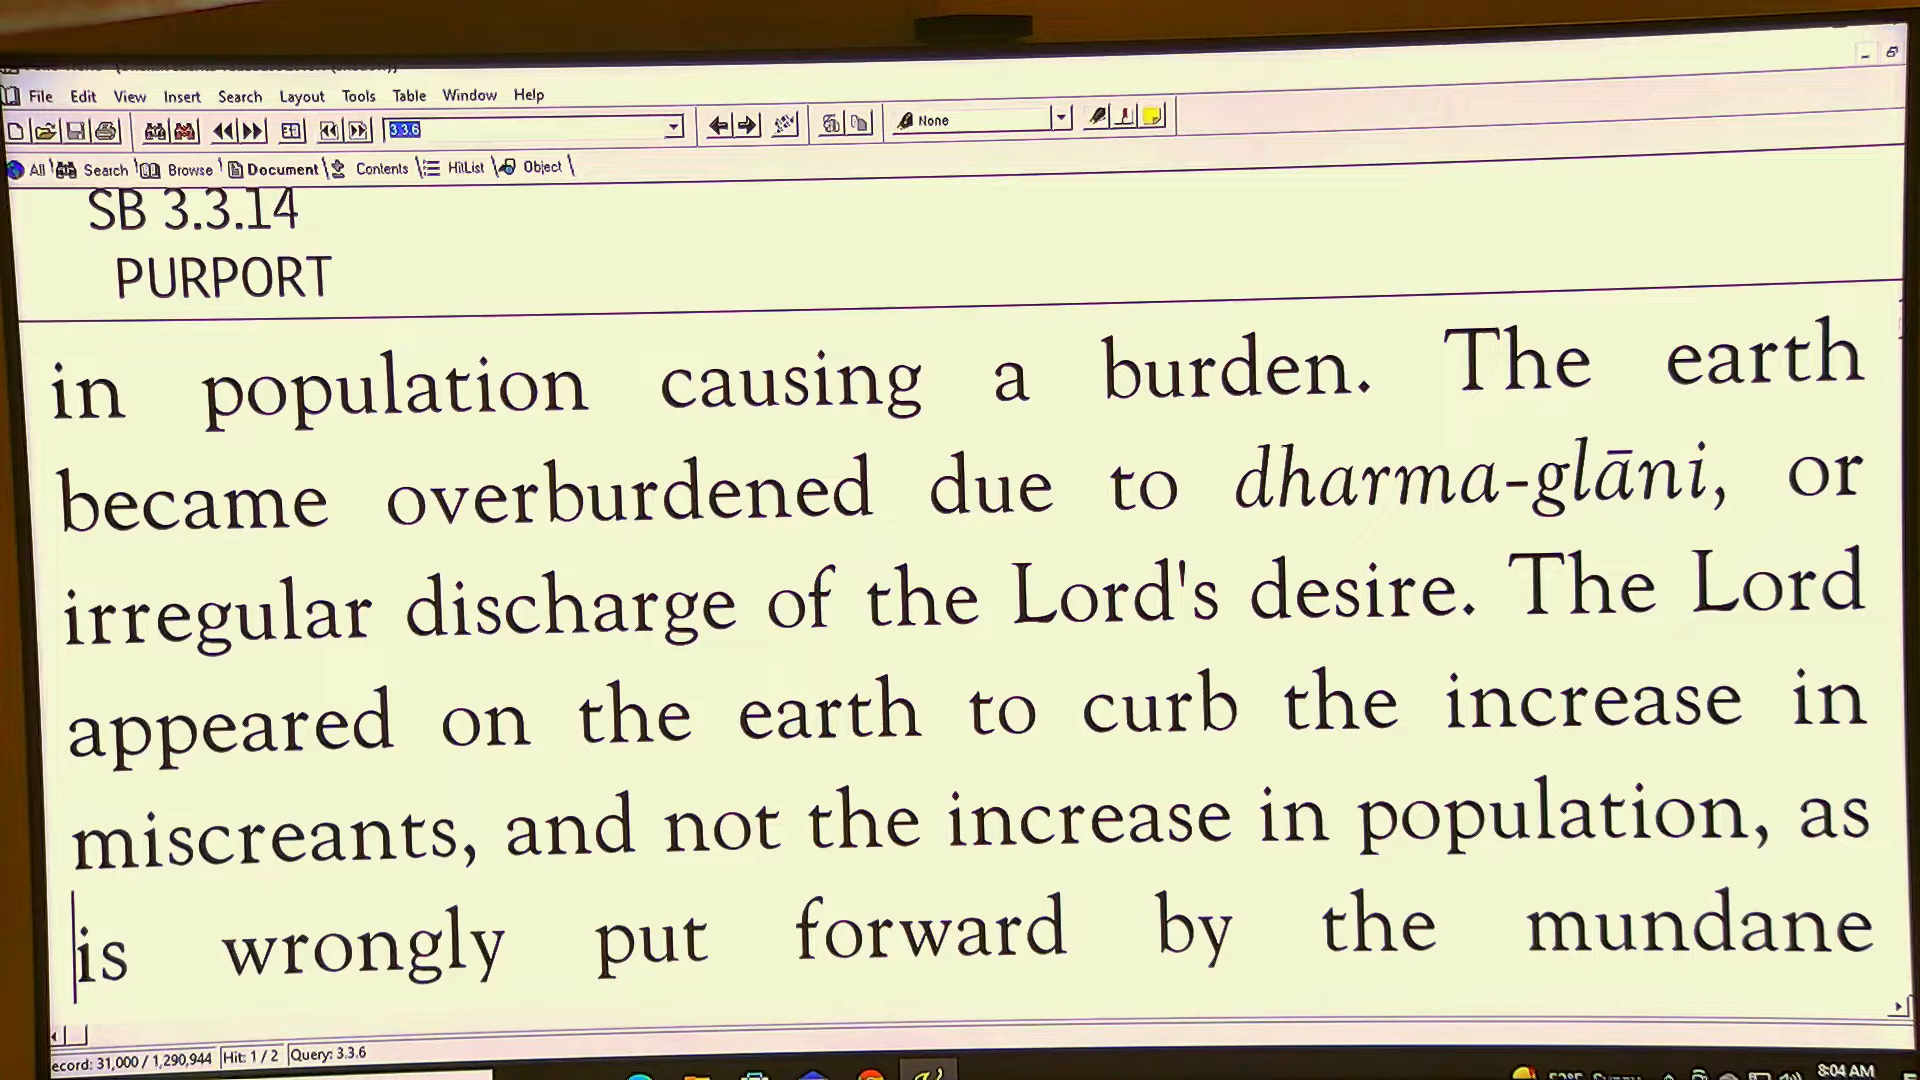 File Edit View Insert Search Layout Tools Table Window Help
3.3.6
None
All Search Browse Document Contents HitList Object
SB 3.3.14
PURPORT
in population causing a burden. The earth
became overburdened due to dharma-glāni, or
irregular discharge of the Lord's desire. The Lord
appeared on the earth to curb the increase in
miscreants, and not the increase in population, as
is wrongly put forward by the mundane
ecord: 31,000 / 1,290,944 Hit: 1 / 2 Query: 3.3.6
8:04 AM